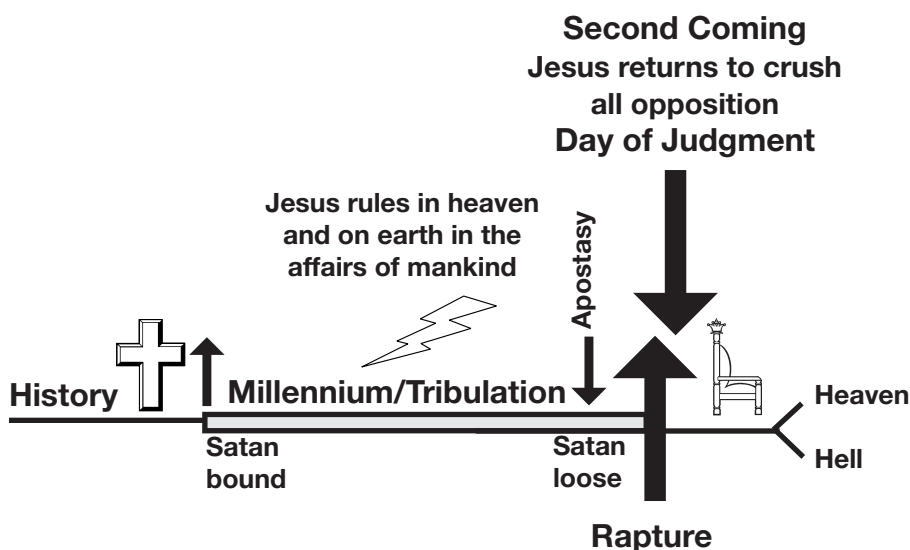 Second Coming
Jesus returns to crush
all opposition
Day of Judgment
Jesus rules in heaven
and on earth in the
affairs of mankind
Apostasy
History
Millennium/Tribulation
Heaven
Satan
bound
Satan
loose
Hell
Rapture